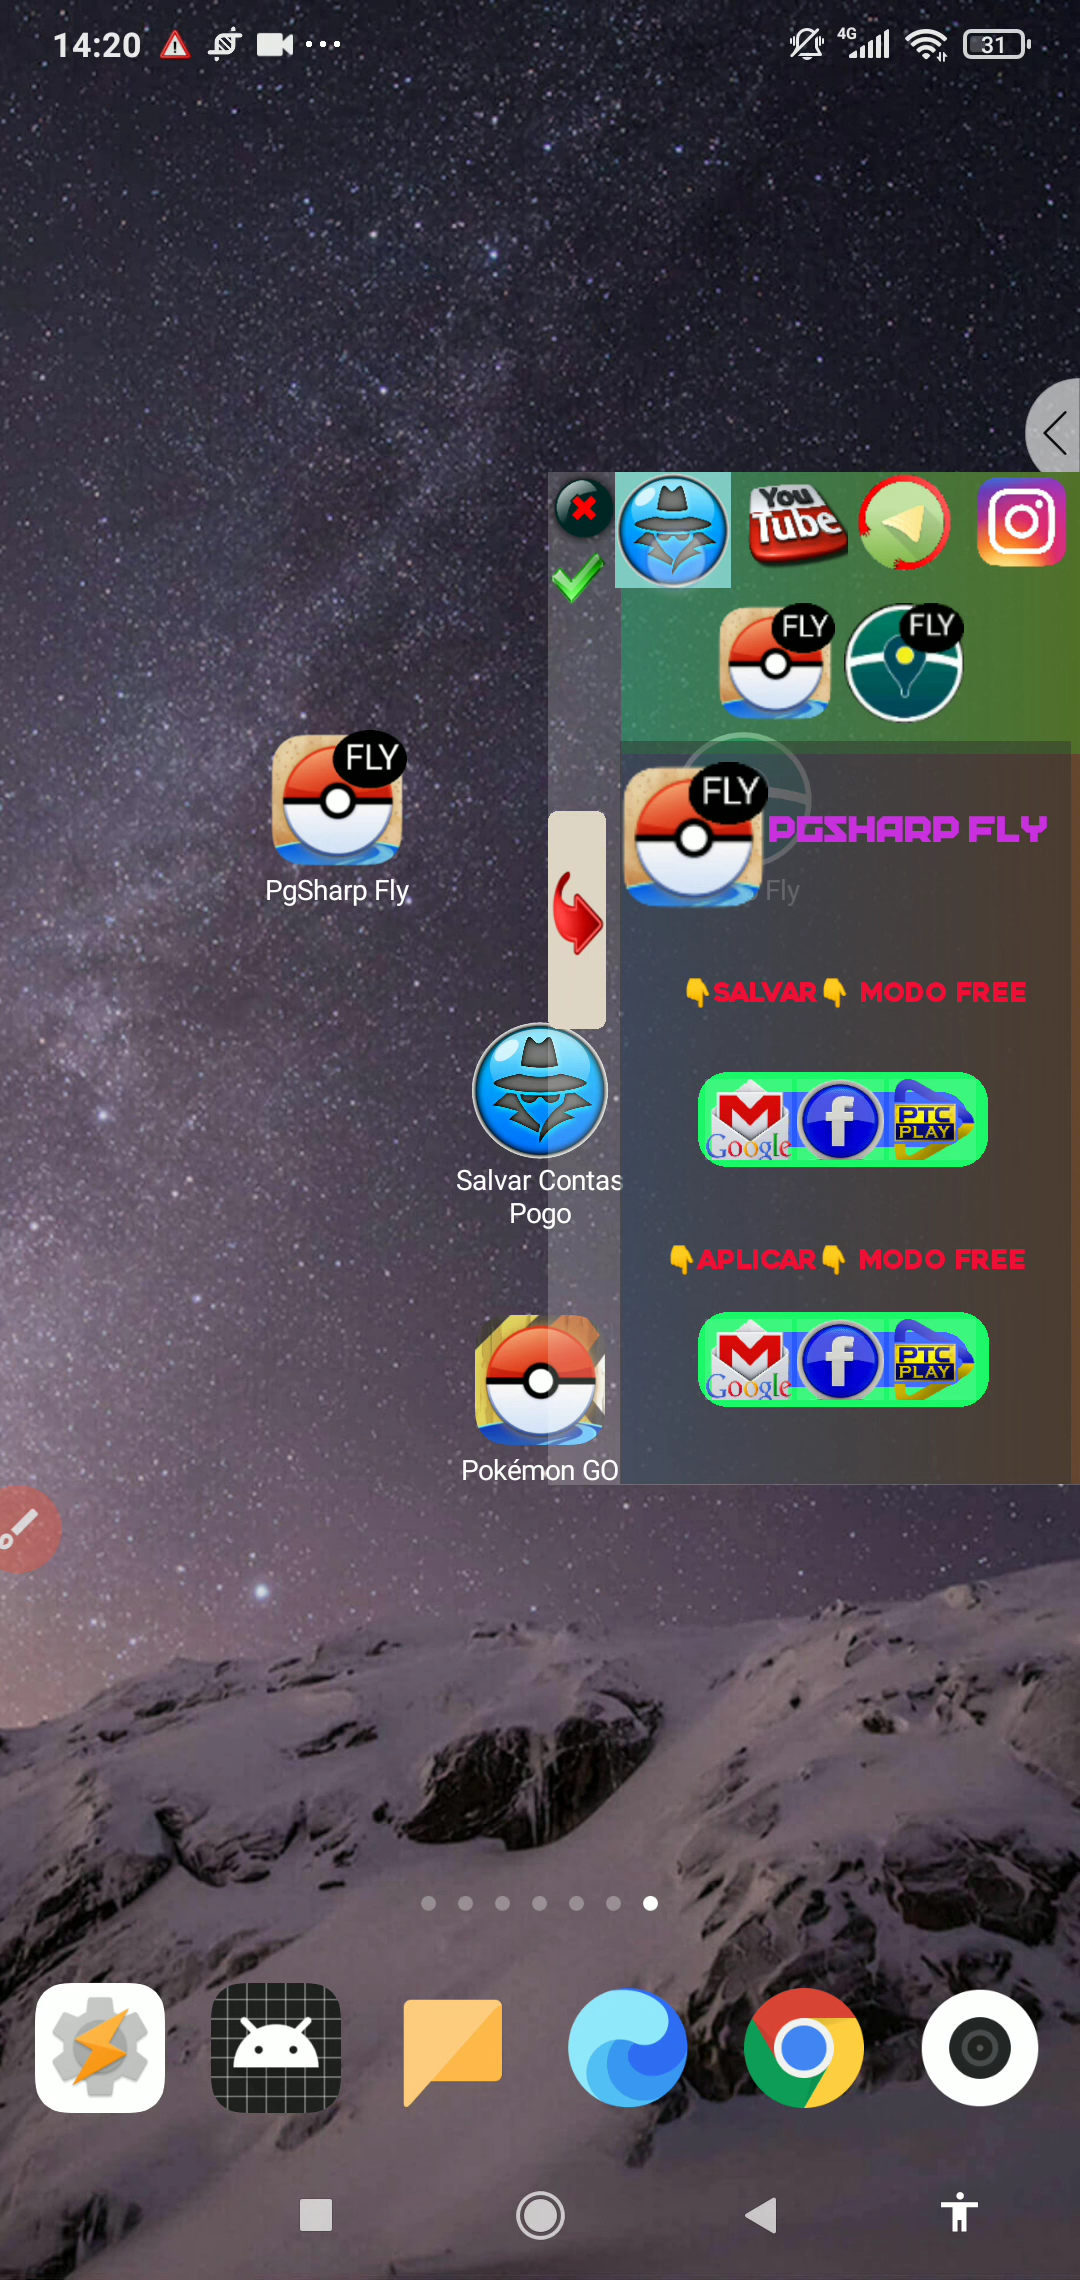 14:20
4G
31
You
Tube
FLY
FLY
FLY
PgSharp Fly
FLY
PGSHARP FLY
Fly
👇SALVAR👇 MODO FREE
Google
f
PTC
PLAY
Salvar Contas
Pogo
👇APLICAR👇 MODO FREE
Google
f
PTC
PLAY
Pokémon GO